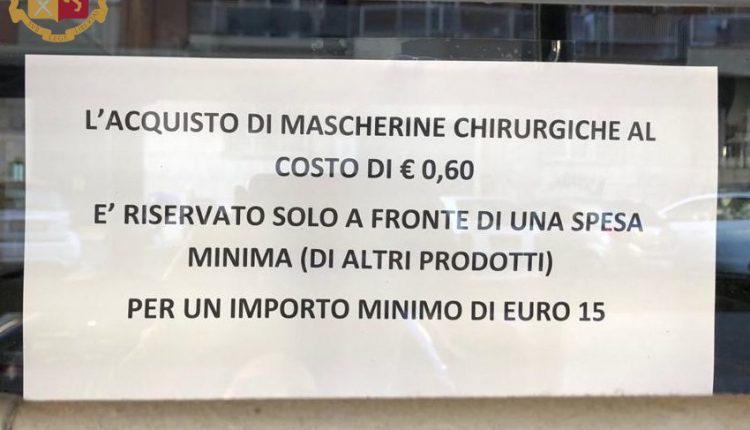 L'ACQUISTO DI MASCHERINE CHIRURGICHE AL
COSTO DI € 0,60
E' RISERVATO SOLO A FRONTE DI UNA SPESA
MINIMA (DI ALTRI PRODOTTI)
PER UN IMPORTO MINIMO DI EURO 15